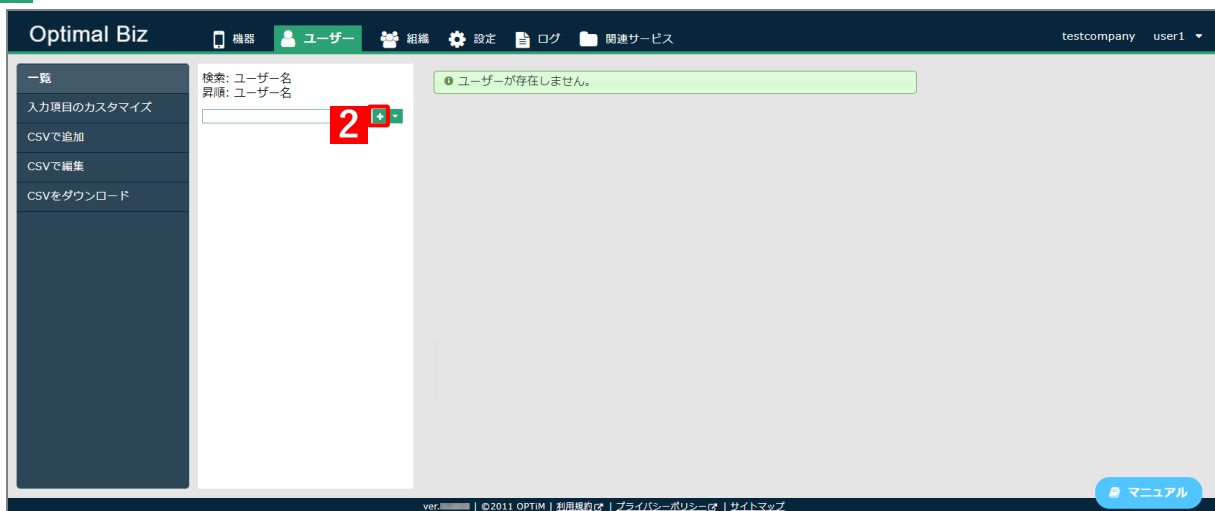 Optimal Biz
機器 ユーザー 組織 設定 ログ 関連サービス
testcompany user1
一覧
入力項目のカスタマイズ
CSVで追加
CSVで編集
CSVをダウンロード
検索: ユーザー名
昇順: ユーザー名
2
ユーザーが存在しません。
マニュアル
ver. | ©2011 OPTiM | 利用規約 | プライバシーポリシー | サイトマップ